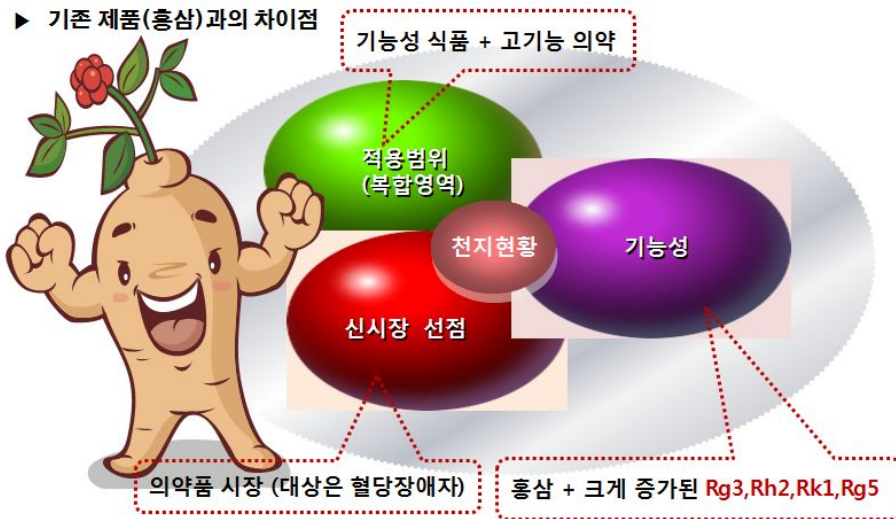 ▶ 기존 제품(홍삼)과의 차이점
기능성 식품 + 고기능 의약
적용범위
(복합영역)
천지현황
기능성
신시장 선점
의약품 시장 (대상은 혈당장애자)
홍삼 + 크게 증가된 Rg3,Rh2,Rk1,Rg5